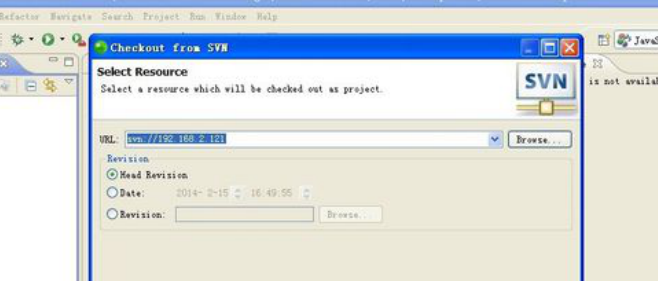 Refactor Navigate Search Project Run Window Help
JavaS
Checkout from SVN
Select Resource
Select a resource which will be checked out as project.
SVN
is not availab
URL: svn://192.168.2.121 Browse...
Revision
Head Revision
Date: 2014- 2-15 16:49:55
Revision: Browse...